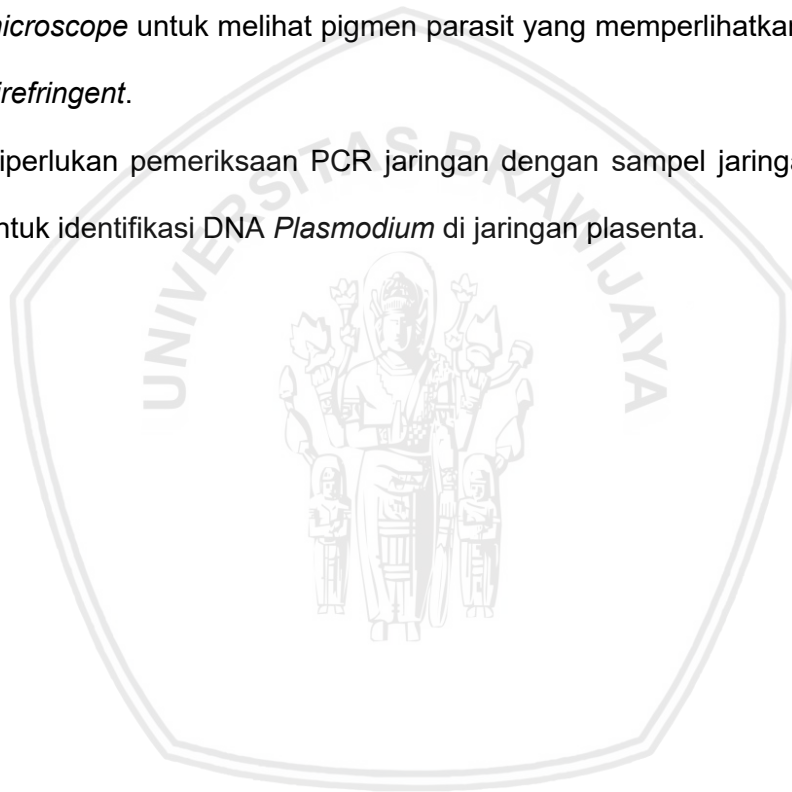 microscope untuk melihat pigmen parasit yang memperlihatkan
irefringent.
iperlukan pemeriksaan PCR jaringan dengan sampel jaringa
ntuk identifikasi DNA Plasmodium di jaringan plasenta.
UNIVERSITAS BRAWIJAYA